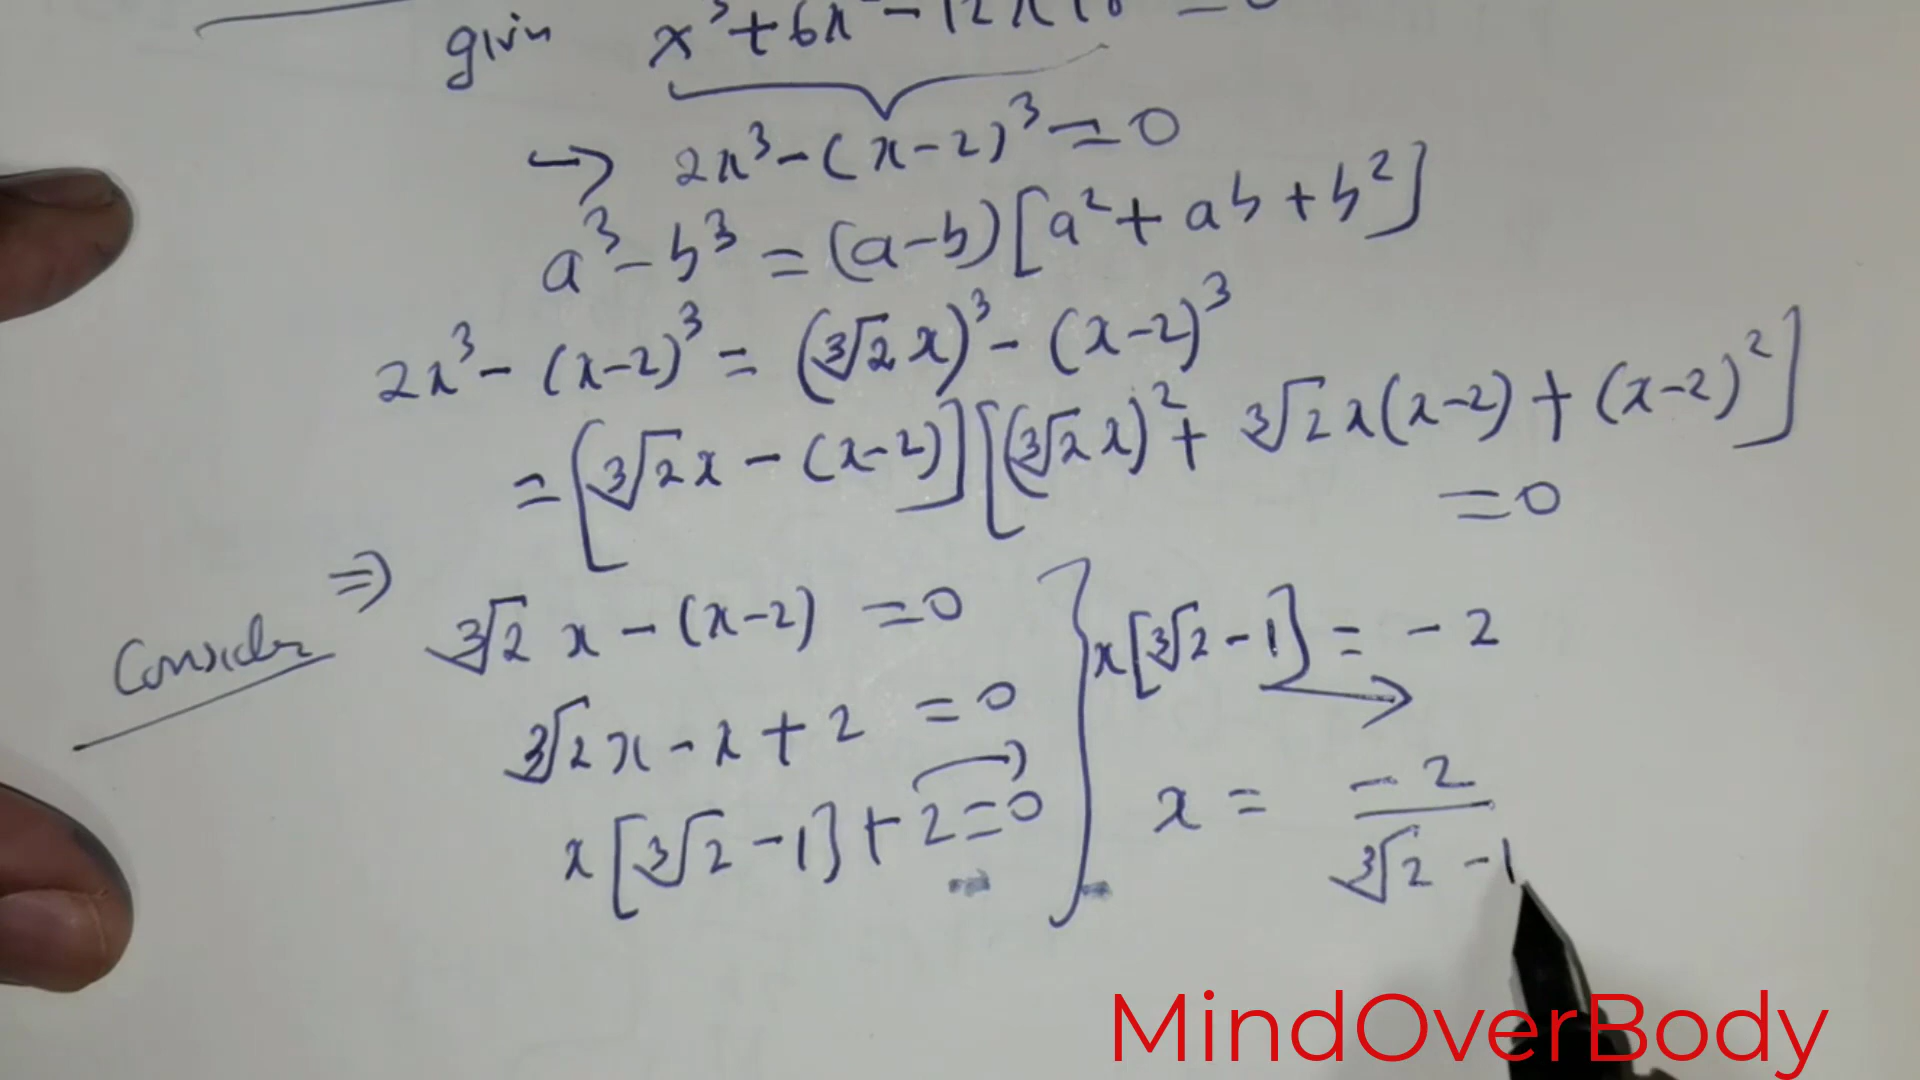 given x³ + 6x² - 12x + 8 = 0
→ 2x³ - (x-2)³ = 0
a³ - b³ = (a-b)[a² + ab + b²]
2x³ - (x-2)³ = (∛2 x)³ - (x-2)³
= [∛2 x - (x-2)] [(∛2 x)² + ∛2 x(x-2) + (x-2)²]
= 0
Consider ⇒ ∛2 x - (x-2) = 0
∛2 x - x + 2 = 0
x[∛2 - 1] + 2 = 0
x[∛2 - 1] = - 2
x = -2 / (∛2 - 1)
MindOverBody